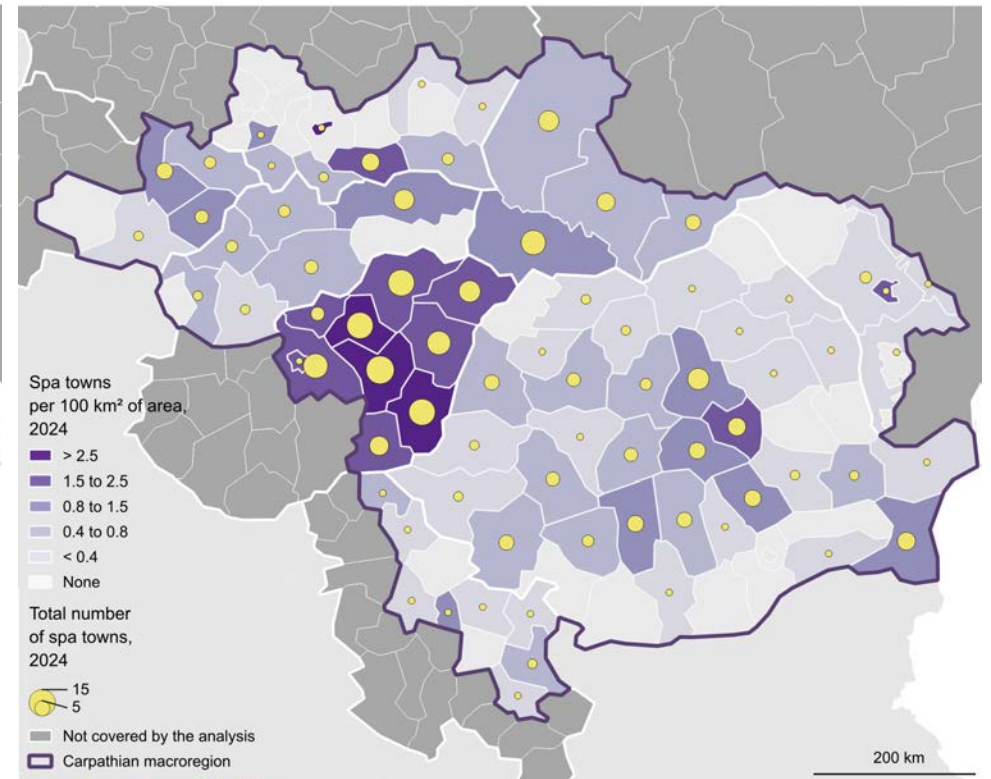 Spa towns
per 100 km² of area,
2024
> 2.5
1.5 to 2.5
0.8 to 1.5
0.4 to 0.8
< 0.4
None
Total number
of spa towns,
2024
15
5
Not covered by the analysis
Carpathian macroregion
200 km